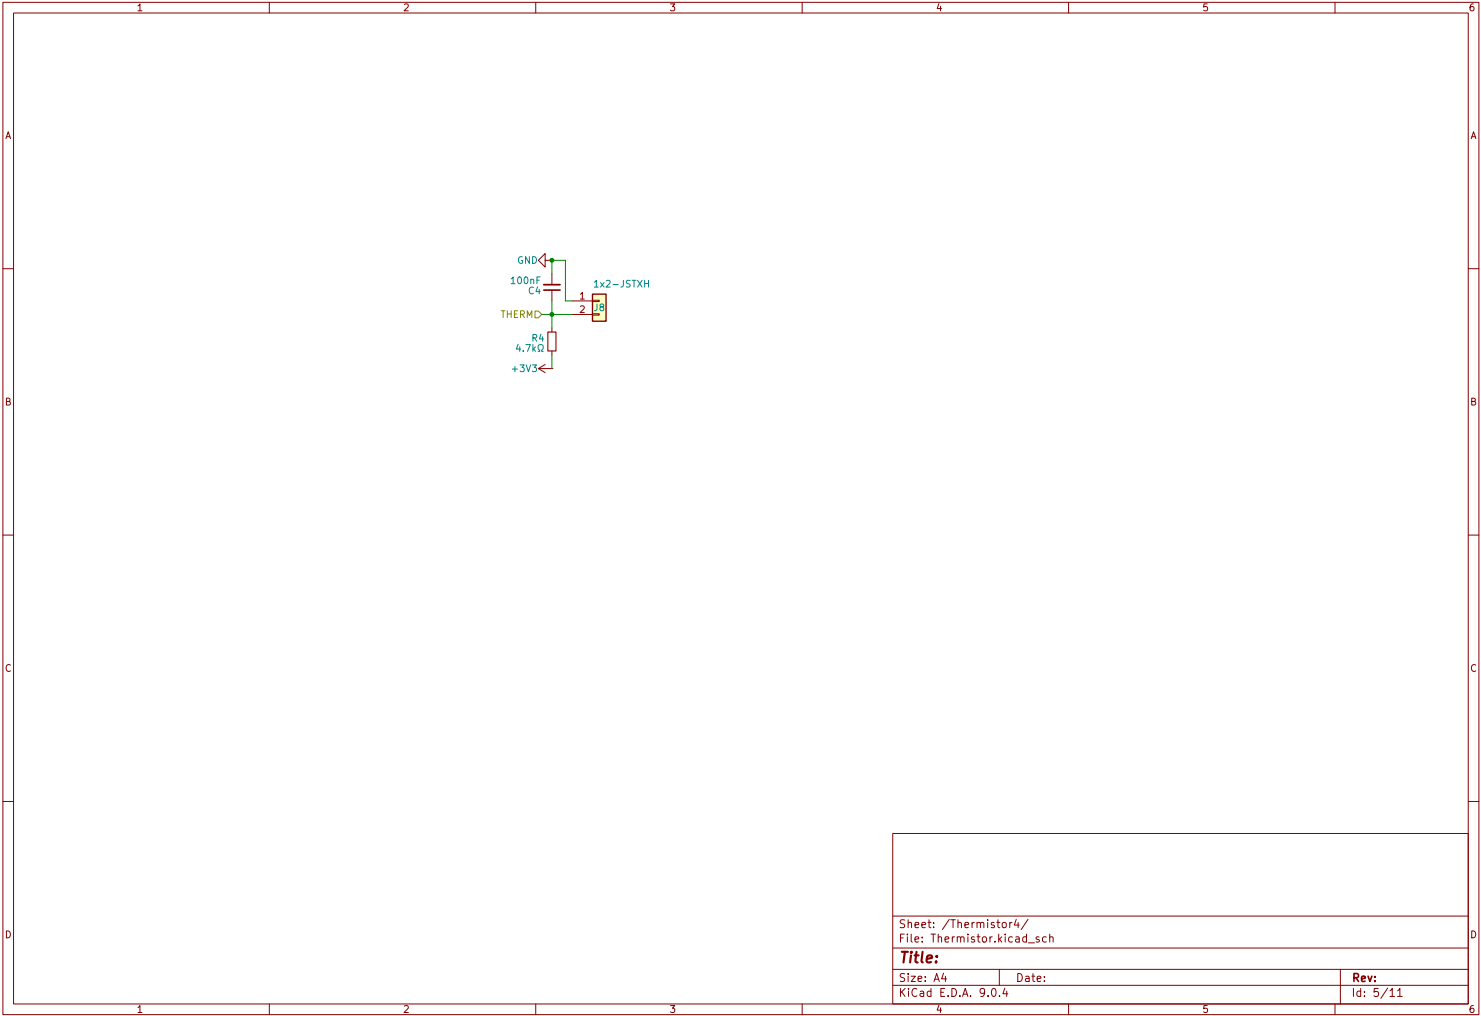 1 2 3 4 5 6
A A
GND
100nF
C4
1x2-JSTXH
1
J8
2
THERM
R4
4.7kΩ
+3V3
B B
C C
Sheet: /Thermistor4/
File: Thermistor.kicad_sch
D D
Title:
Size: A4 Date: Rev:
KiCad E.D.A. 9.0.4 Id: 5/11
1 2 3 4 5 6